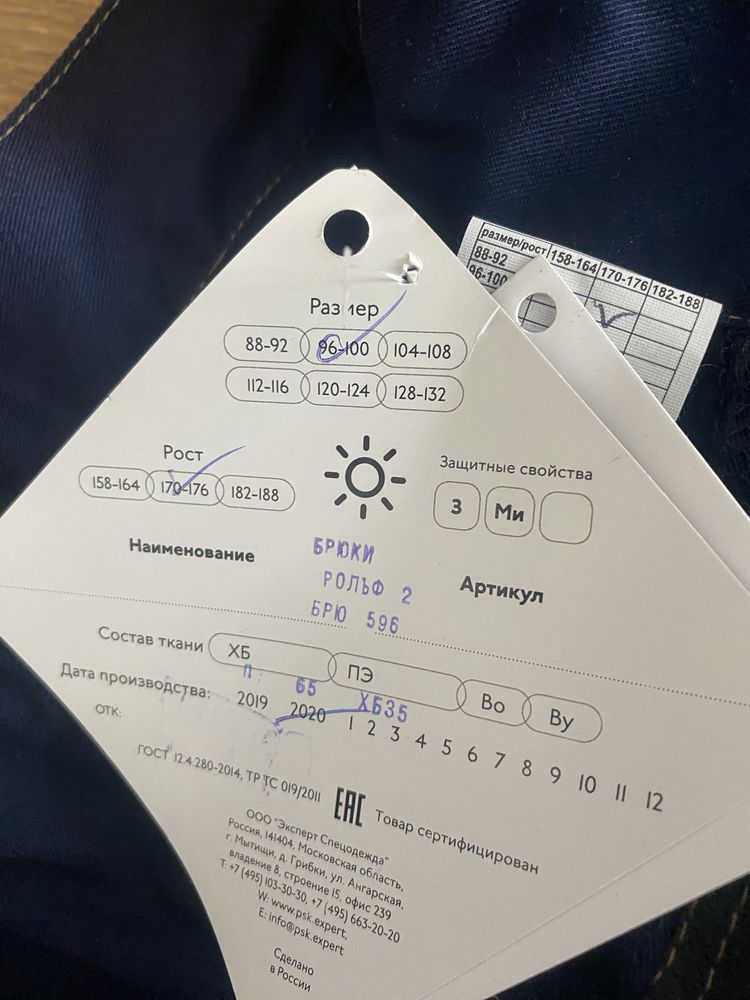 размер/рост 158-164 170-176 182-188
88-92
96-100
Размер
88-92 96-100 104-108
112-116 120-124 128-132
Рост
158-164 170-176 182-188
Защитные свойства
З Ми
Наименование
БРЮКИ
РОЛЬФ 2
БРЮ 596
Артикул
Состав ткани ХБ ПЭ Во Ву
П 65 ХБ35
Дата производства: 2019 2020 1 2 3 4 5 6 7 8 9 10 11 12
ОТК:
ГОСТ 12.4.280-2014, ТР ТС 019/2011 ЕАС Товар сертифицирован
ООО "Эксперт Спецодежда"
Россия, 141404, Московская область,
г. Мытищи, д. Грибки, ул. Ангарская,
владение 8, строение 15, офис 239
Т: +7 (495) 103-30-30, +7 (495) 663-20-20
W: www.psk.expert,
E: info@psk.expert
Сделано
в России